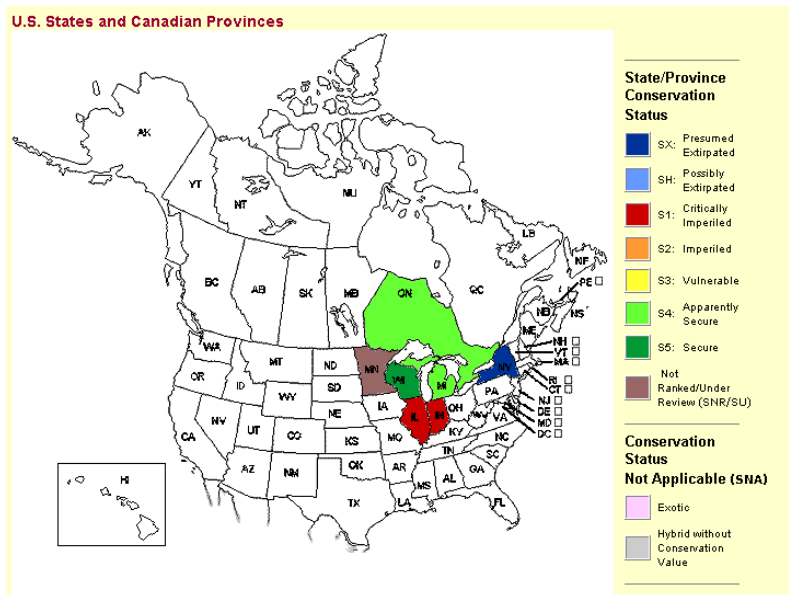 U.S. States and Canadian Provinces
AK
YT
NT
NU
LB
NF
PE
BC
AB
SK
MB
ON
QC
NB
NS
ME
WA
MT
ND
MN
NH
VT
MA
OR
ID
SD
WI
MI
NY
RI
WY
CT
IA
PA
NJ
NE
OH
DE
NV
IL
IN
WV
VA
MD
UT
CO
KS
MO
KY
DC
CA
NC
TN
OK
AR
SC
AZ
NM
MS
AL
GA
TX
LA
FL
HI
State/Province
Conservation
Status
SX: Presumed
Extirpated
SH: Possibly
Extirpated
S1: Critically
Imperiled
S2: Imperiled
S3: Vulnerable
S4: Apparently
Secure
S5: Secure
Not
Ranked/Under
Review (SNR/SU)
Conservation
Status
Not Applicable (SNA)
Exotic
Hybrid without
Conservation
Value